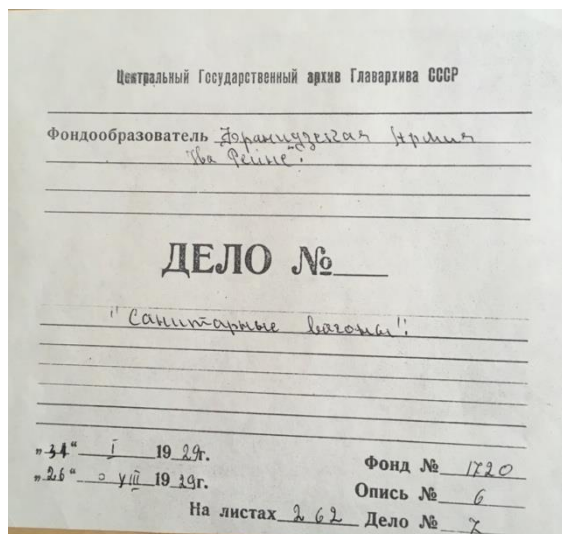 Центральный Государственный архив Главархива СССР
Фондообразователь Французская Армия
"На Рейне".
ДЕЛО №
"Санитарные вагоны".
„31“ I 1929г.
„26“ VIII 1929г.
Фонд № 1720
Опись № 6
На листах 262 Дело № 7